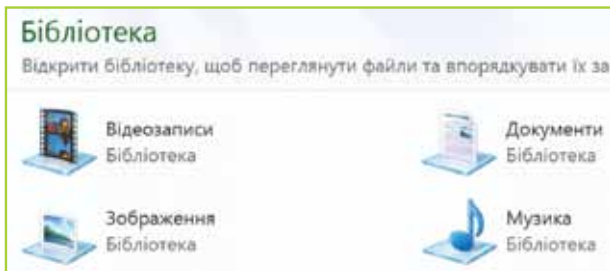 Бібліотека
Відкрити бібліотеку, щоб переглянути файли та впорядкувати їх за
Відеозаписи
Бібліотека
Документи
Бібліотека
Зображення
Бібліотека
Музика
Бібліотека